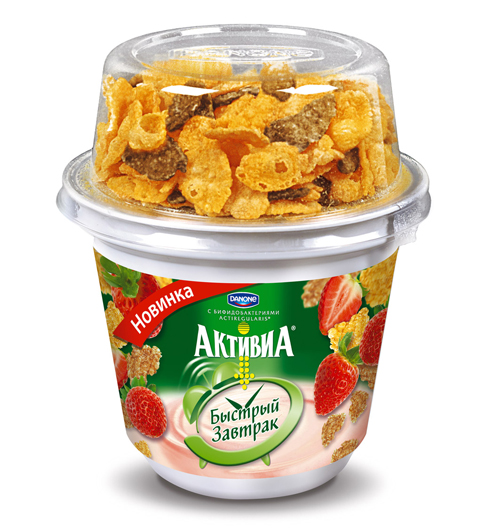 Новинка
DANONE
С БИФИДОБАКТЕРИЯМИ
ACTIREGULARIS®
АКТИВИА®
Быстрый
Завтрак